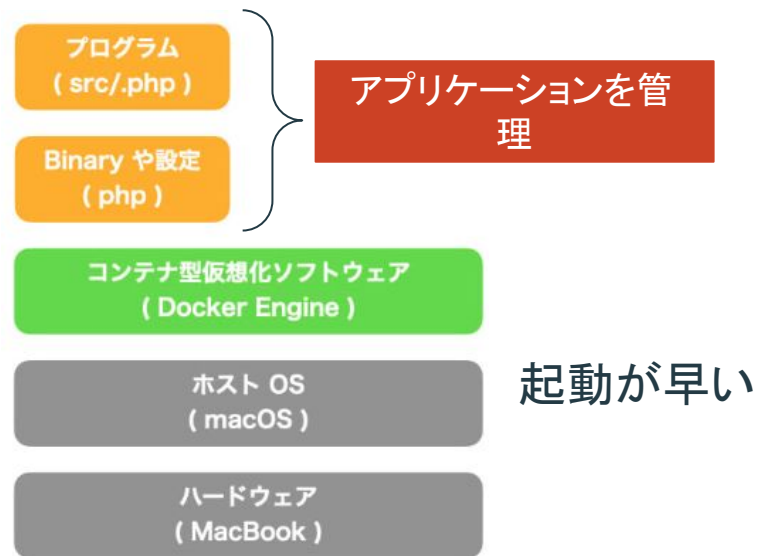 プログラム
( src/.php )
アプリケーションを管
理
Binary や設定
( php )
コンテナ型仮想化ソフトウェア
( Docker Engine )
ホスト OS
( macOS )
起動が早い
ハードウェア
( MacBook )